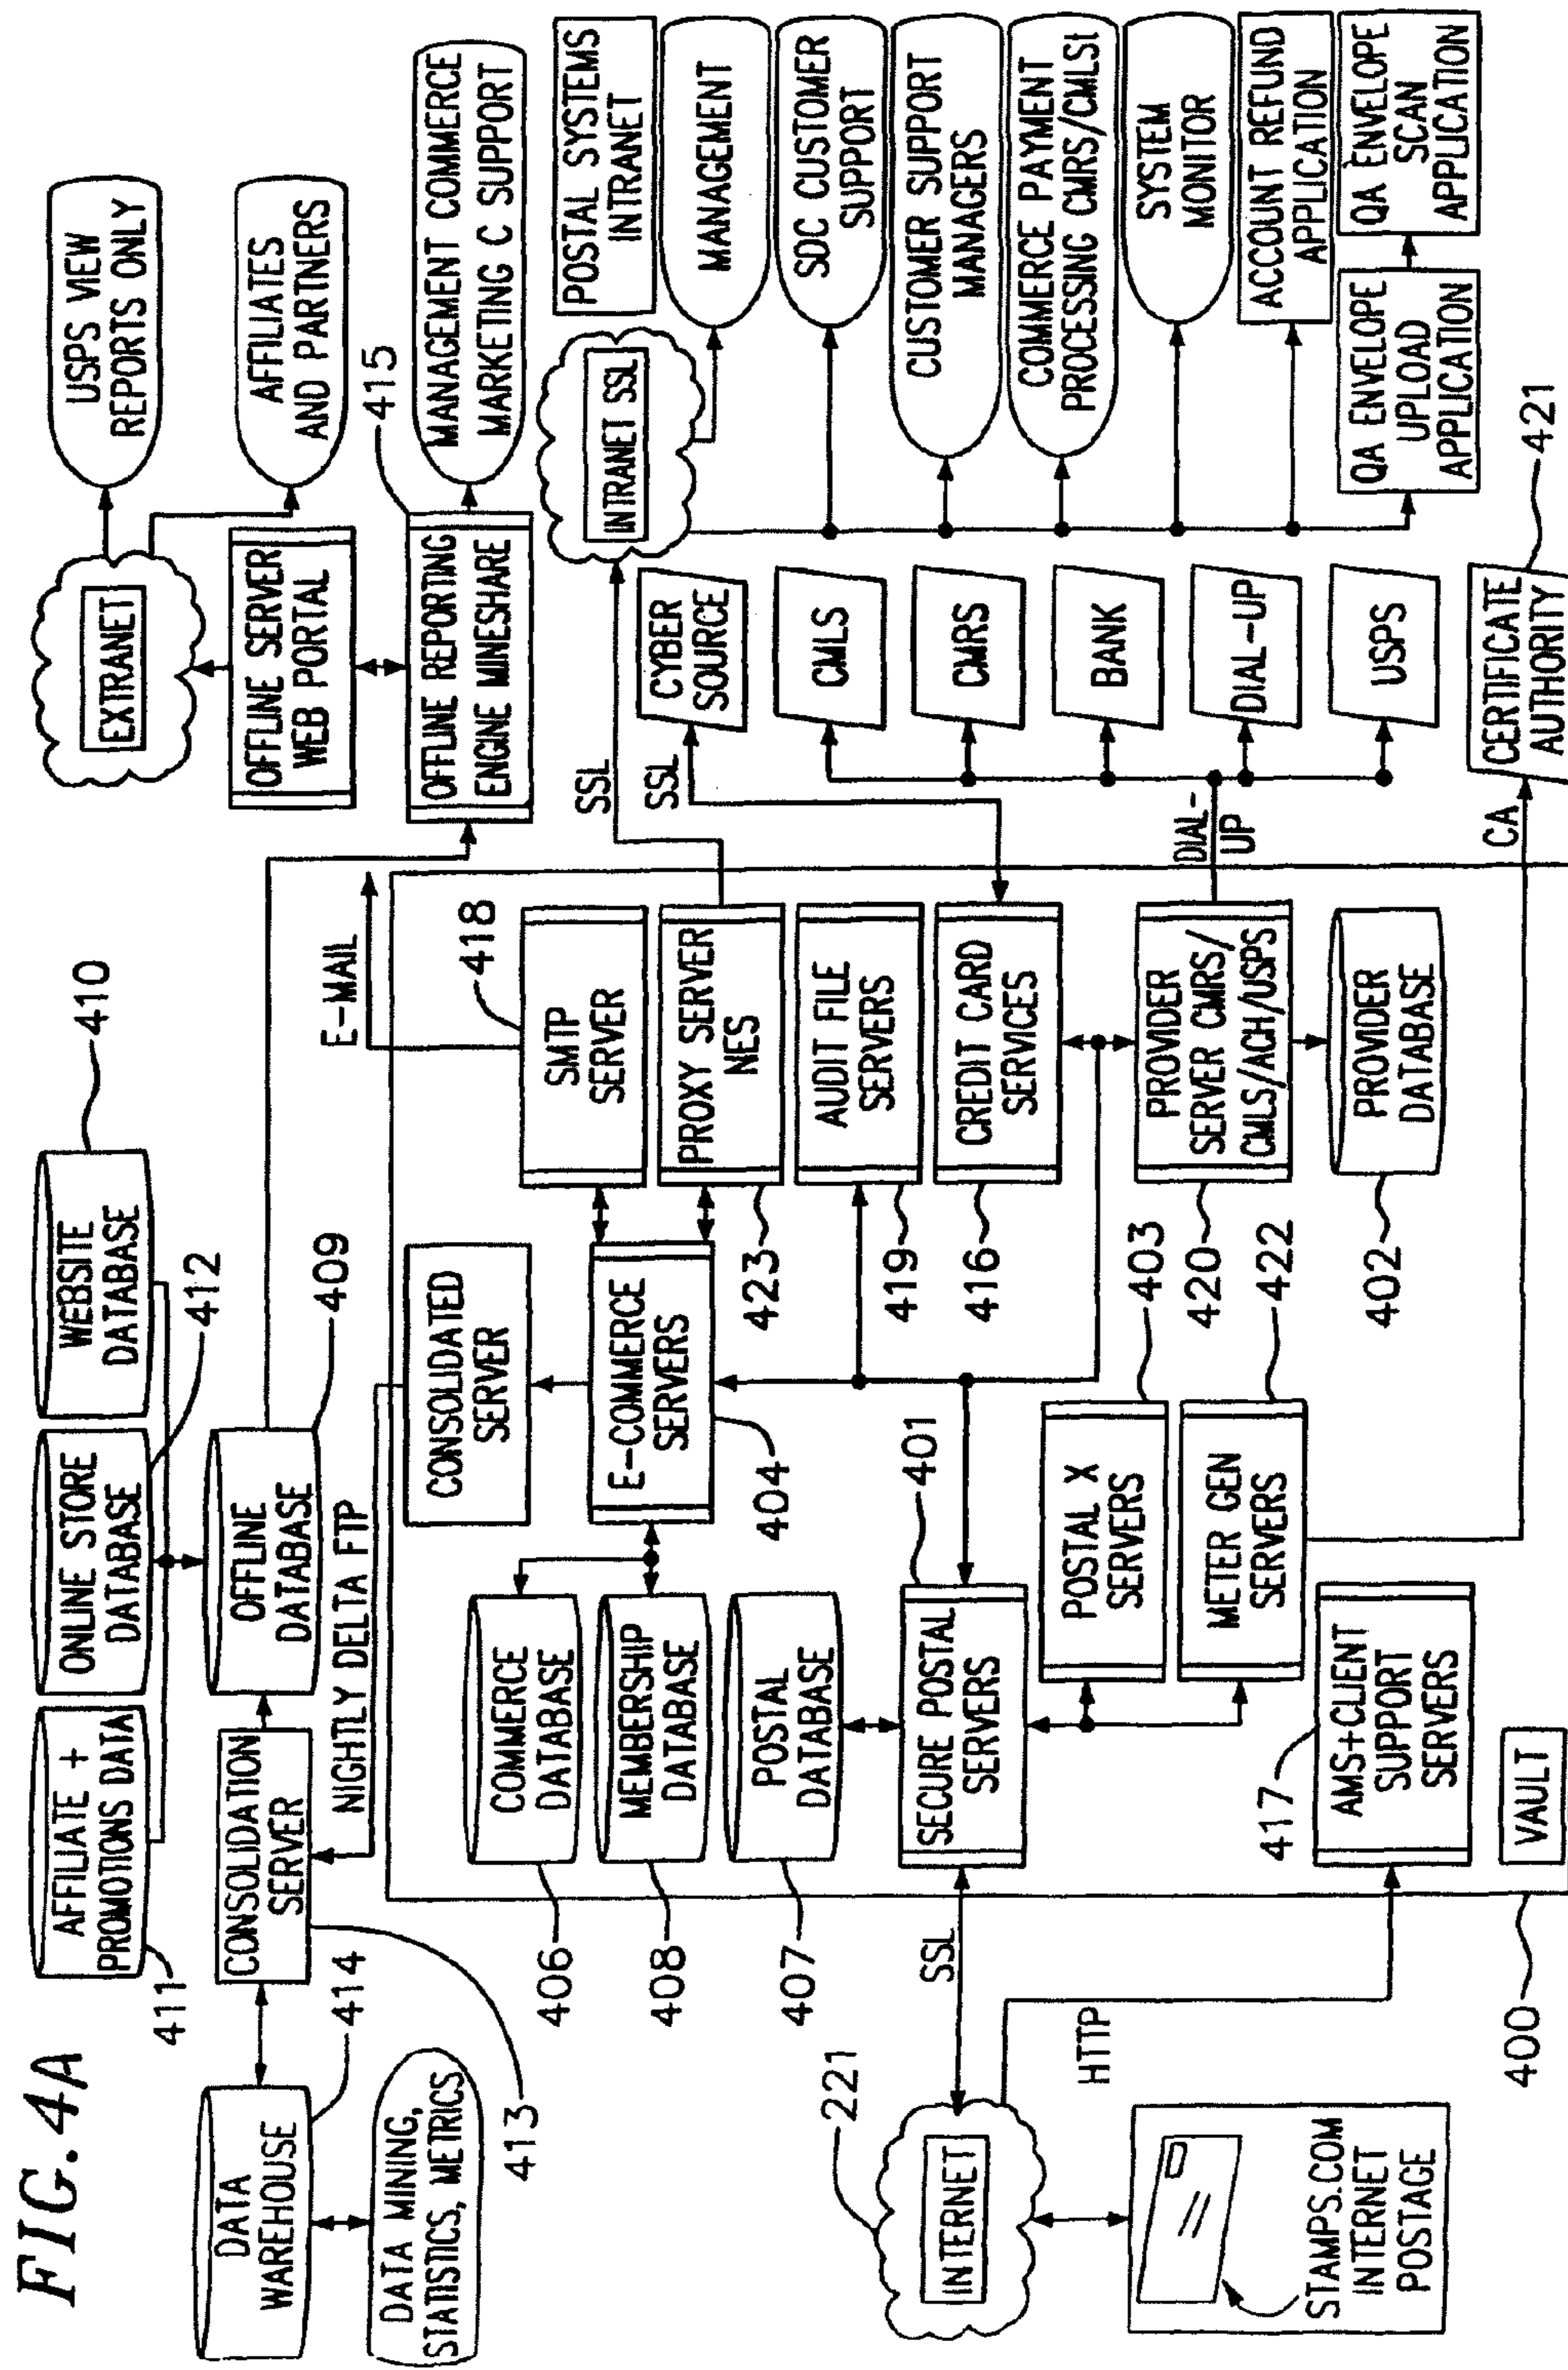 FIG. 4A
DATA
WAREHOUSE
414
DATA MINING,
STATISTICS, METRICS
413
AFFILIATE +
PROMOTIONS DATA
411
ONLINE STORE
DATABASE
412
WEBSITE
DATABASE
410
CONSOLIDATION
SERVER
OFFLINE
DATABASE
409
NIGHTLY DELTA FTP
E-MAIL
EXTRANET
USPS VIEW
REPORTS ONLY
AFFILIATES
AND PARTNERS
OFFLINE SERVER
WEB PORTAL
415
OFFLINE REPORTING
ENGINE MINESHARE
MANAGEMENT COMMERCE
MARKETING C SUPPORT
CONSOLIDATED
SERVER
COMMERCE
DATABASE
406
MEMBERSHIP
DATABASE
408
POSTAL
DATABASE
407
E-COMMERCE
SERVERS
404
SMTP
SERVER
418
PROXY SERVER
NES
423
AUDIT FILE
SERVERS
419
CREDIT CARD
SERVICES
416
SSL
SSL
INTRANET SSL
POSTAL SYSTEMS
INTRANET
MANAGEMENT
SDC CUSTOMER
SUPPORT
CUSTOMER SUPPORT
MANAGERS
COMMERCE PAYMENT
PROCESSING CMRS/CMLSI
SYSTEM
MONITOR
ACCOUNT REFUND
APPLICATION
QA ENVELOPE
UPLOAD
APPLICATION
QA ENVELOPE
SCAN
APPLICATION
CYBER
SOURCE
CMLS
CMRS
BANK
DIAL-UP
USPS
CERTIFICATE
AUTHORITY
421
CA
DIAL-
UP
PROVIDER
SERVER CMRS/
CMLS/ACH/USPS
420
PROVIDER
DATABASE
402
221
INTERNET
SSL
HTTP
SECURE POSTAL
SERVERS
401
POSTAL X
SERVERS
403
METER GEN
SERVERS
422
AMS+CLIENT
SUPPORT
SERVERS
417
STAMPS.COM
INTERNET
POSTAGE
400
VAULT